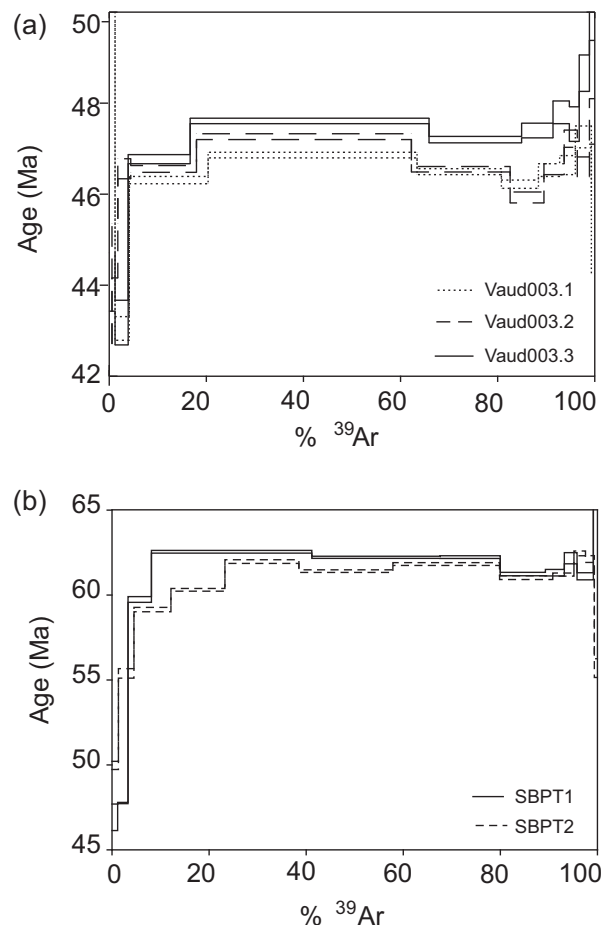 (a)
50
48
46
44
42
Age (Ma)
Vaud003.1
Vaud003.2
Vaud003.3
0 20 40 60 80 100
% ³⁹Ar
(b)
65
60
55
50
45
Age (Ma)
SBPT1
SBPT2
0 20 40 60 80 100
% ³⁹Ar